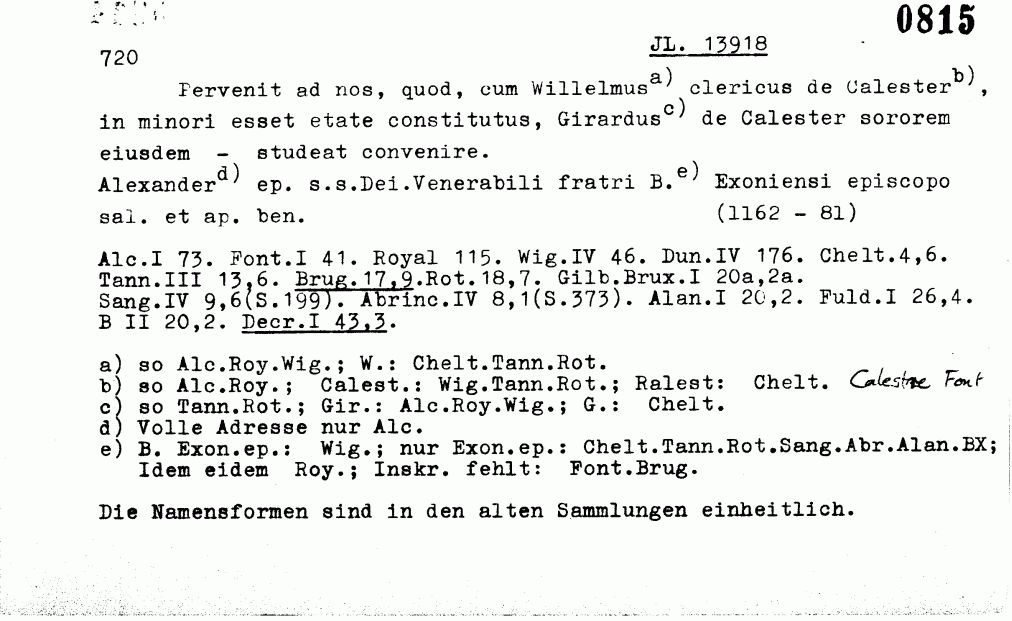 0815
720 JL. 13918
Pervenit ad nos, quod, cum Willelmus a) clericus de Calester b),
in minori esset etate constitutus, Girardus c) de Calester sororem
eiusdem - studeat convenire.
Alexander d) ep. s.s.Dei.Venerabili fratri B. e) Exoniensi episcopo
sal. et ap. ben. (1162 - 81)
Alc.I 73. Font.I 41. Royal 115. Wig.IV 46. Dun.IV 176. Chelt.4,6.
Tann.III 13,6. Brug.17,9.Rot.18,7. Gilb.Brux.I 20a,2a.
Sang.IV 9,6(S.199). Abrinc.IV 8,1(S.373). Alan.I 20,2. Fuld.I 26,4.
B II 20,2. Decr.I 43,3.
a) so Alc.Roy.Wig.; W.: Chelt.Tann.Rot.
b) so Alc.Roy.; Calest.: Wig.Tann.Rot.; Ralest: Chelt. Calestre Font
c) so Tann.Rot.; Gir.: Alc.Roy.Wig.; G.: Chelt.
d) Volle Adresse nur Alc.
e) B. Exon.ep.: Wig.; nur Exon.ep.: Chelt.Tann.Rot.Sang.Abr.Alan.BX;
Idem eidem Roy.; Inskr. fehlt: Font.Brug.
Die Namensformen sind in den alten Sammlungen einheitlich.